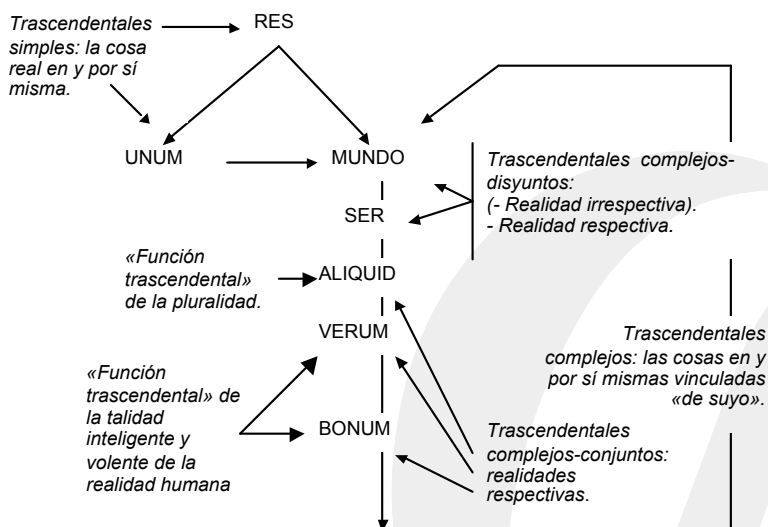 Trascendentales
simples: la cosa
real en y por sí
misma.
RES
UNUM
MUNDO
Trascendentales complejos-
disyuntos:
(- Realidad irrespectiva).
- Realidad respectiva.
SER
«Función
trascendental»
de la pluralidad.
ALIQUID
VERUM
Trascendentales
complejos: las cosas en y
por sí mismas vinculadas
«de suyo».
«Función
trascendental» de
la talidad
inteligente y
volente de la
realidad humana
BONUM
Trascendentales
complejos-conjuntos:
realidades
respectivas.